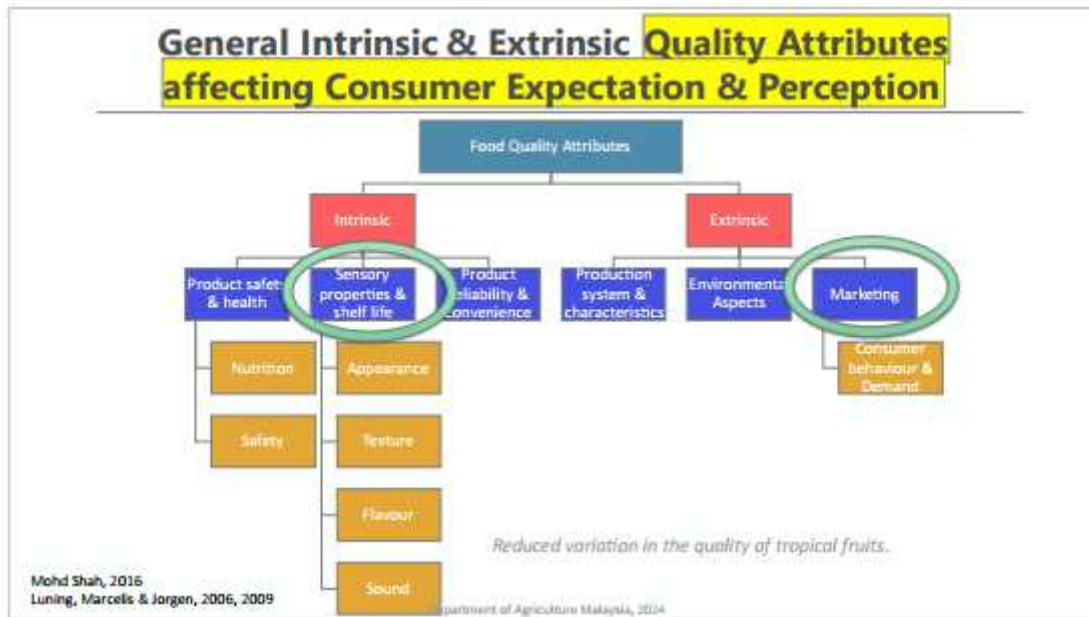 General Intrinsic & Extrinsic Quality Attributes
affecting Consumer Expectation & Perception
Food Quality Attributes
Intrinsic
Extrinsic
Product safety
& health
Sensory
properties &
shelf life
Product
reliability &
convenience
Production
system &
characteristics
Environmental
Aspects
Marketing
Nutrition
Appearance
Consumer
behaviour &
Demand
Safety
Texture
Flavour
Reduced variation in the quality of tropical fruits.
Sound
Mohd Shah, 2016
Luning, Marcelis & Jorgen, 2006, 2009
Department of Agriculture Malaysia, 2024